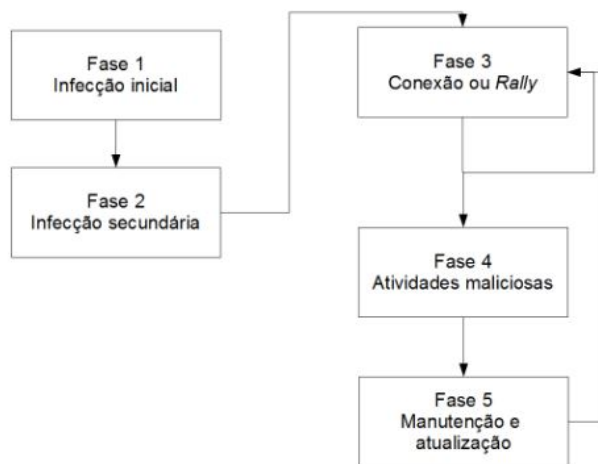 Fase 1
Infecção inicial
Fase 2
Infecção secundária
Fase 3
Conexão ou Rally
Fase 4
Atividades maliciosas
Fase 5
Manutenção e
atualização